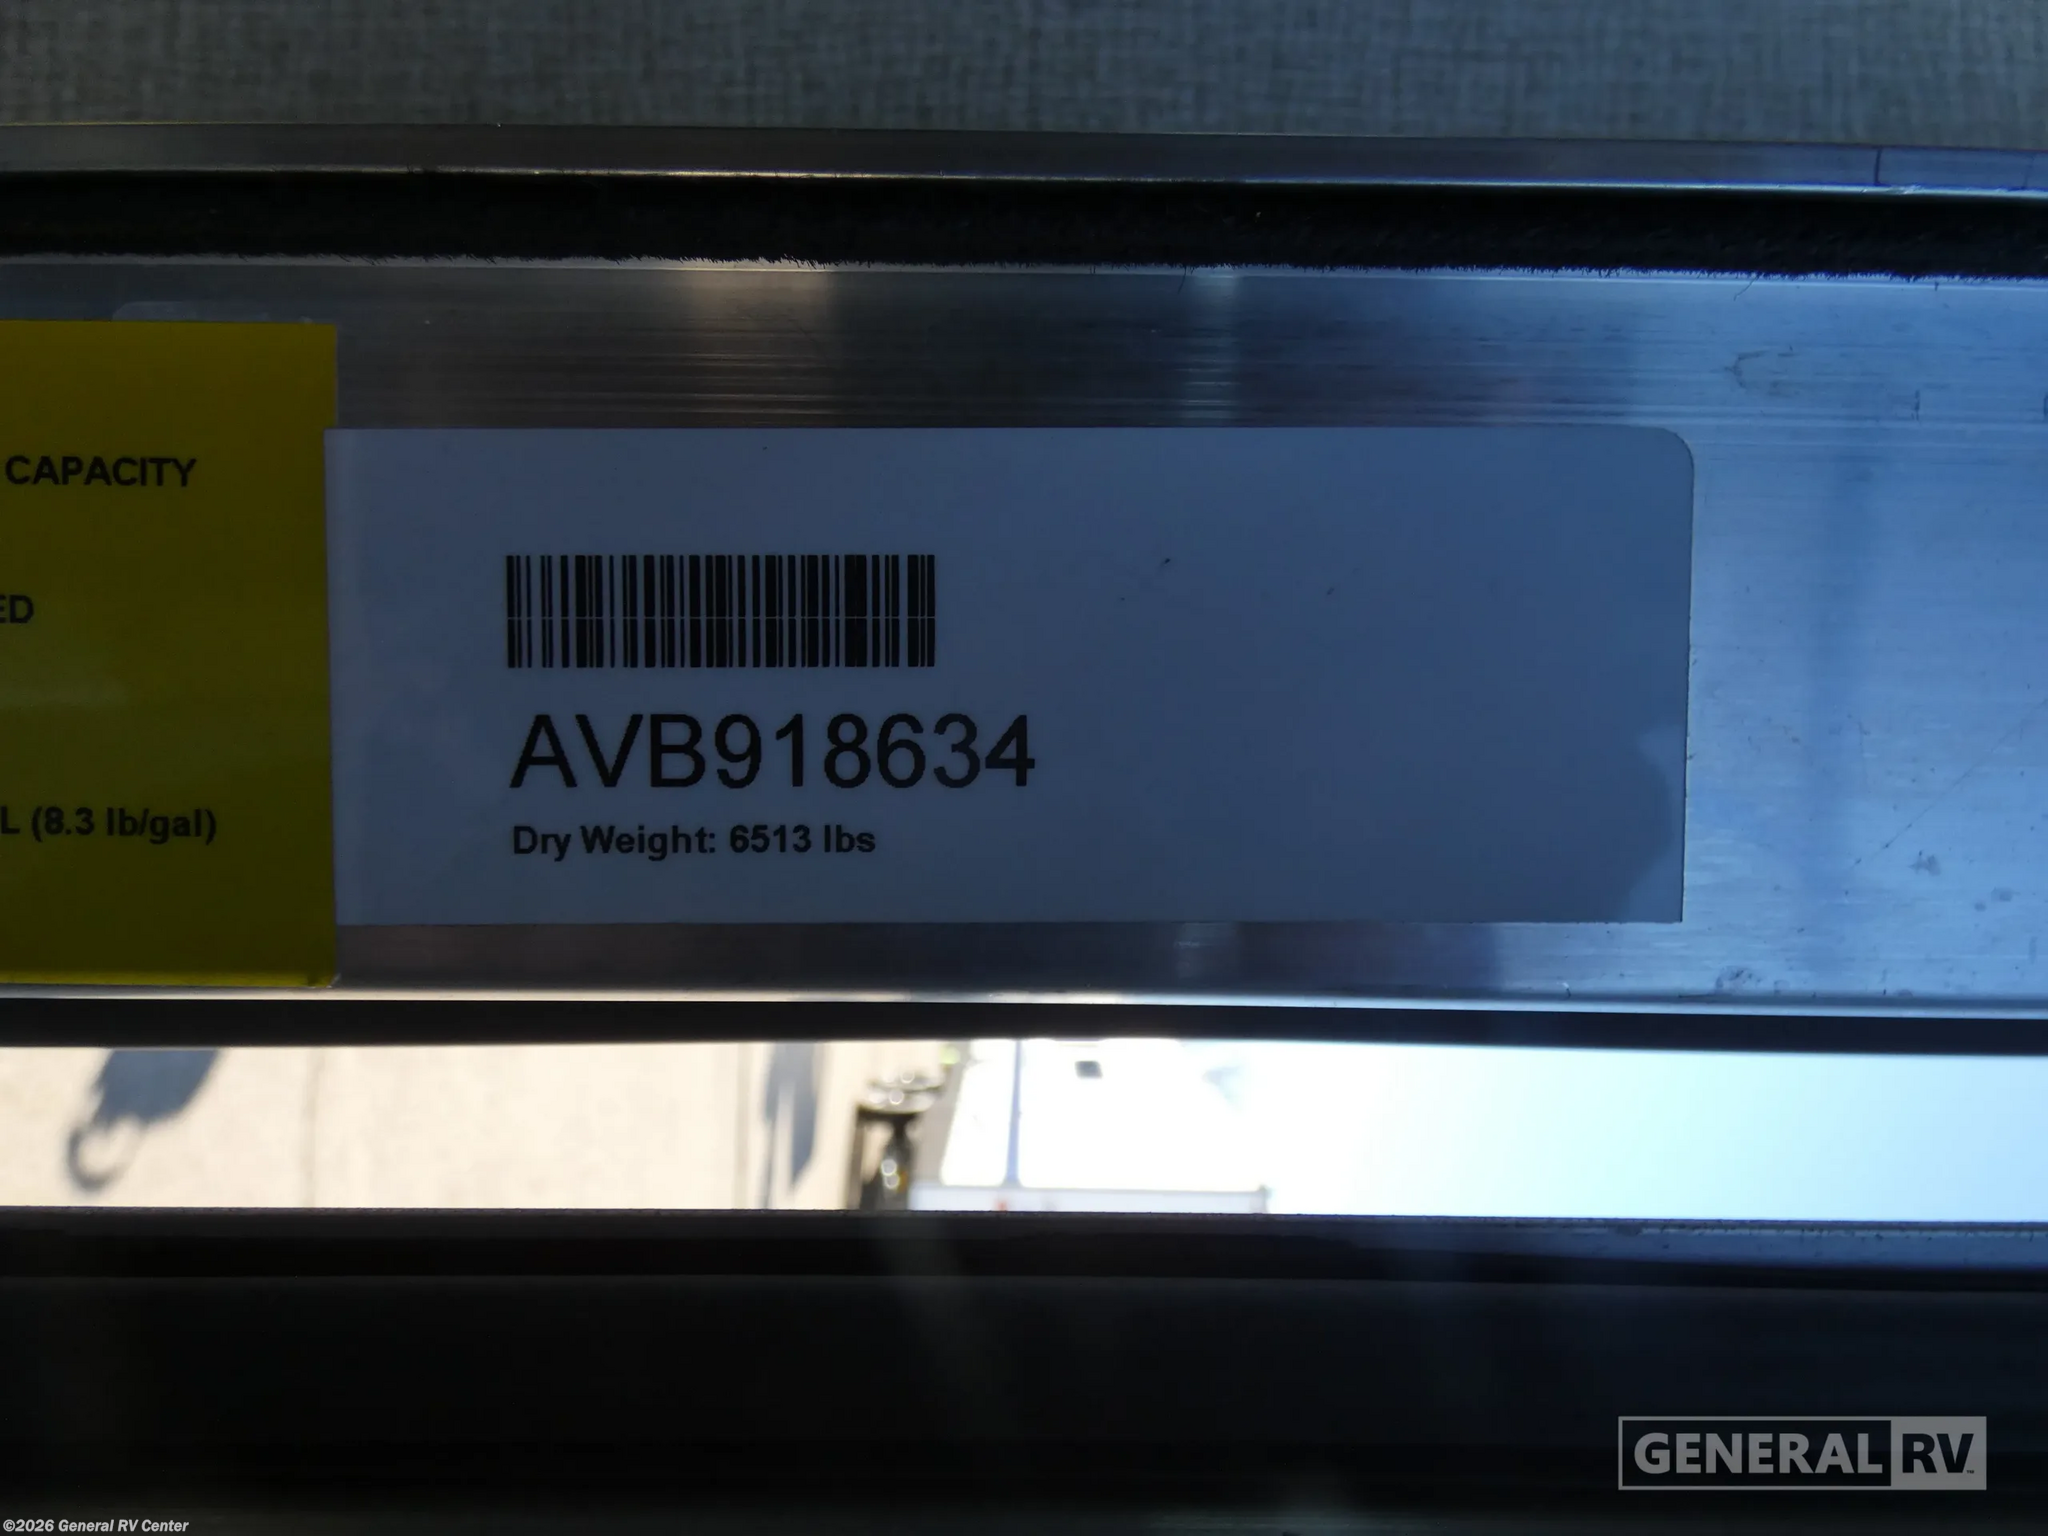 CAPACITY
ED
L (8.3 lb/gal)
AVB918634
Dry Weight: 6513 lbs
GENERAL RV
©2026 General RV Center